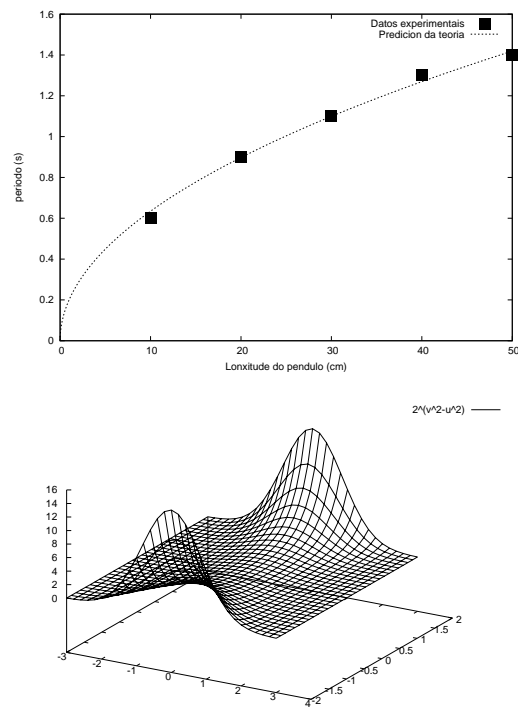 1.6
1.4
1.2
1
0.8
0.6
0.4
0.2
0
Datos experimentais
Predicion da teoria
periodo (s)
0 10 20 30 40 50
Lonxitude do pendulo (cm)
2^(v^2-u^2)
16
14
12
10
8
6
4
2
0
-3 -2 -1 0 1 2 3 4
-2 -1.5 -1 -0.5 0 0.5 1 1.5 2